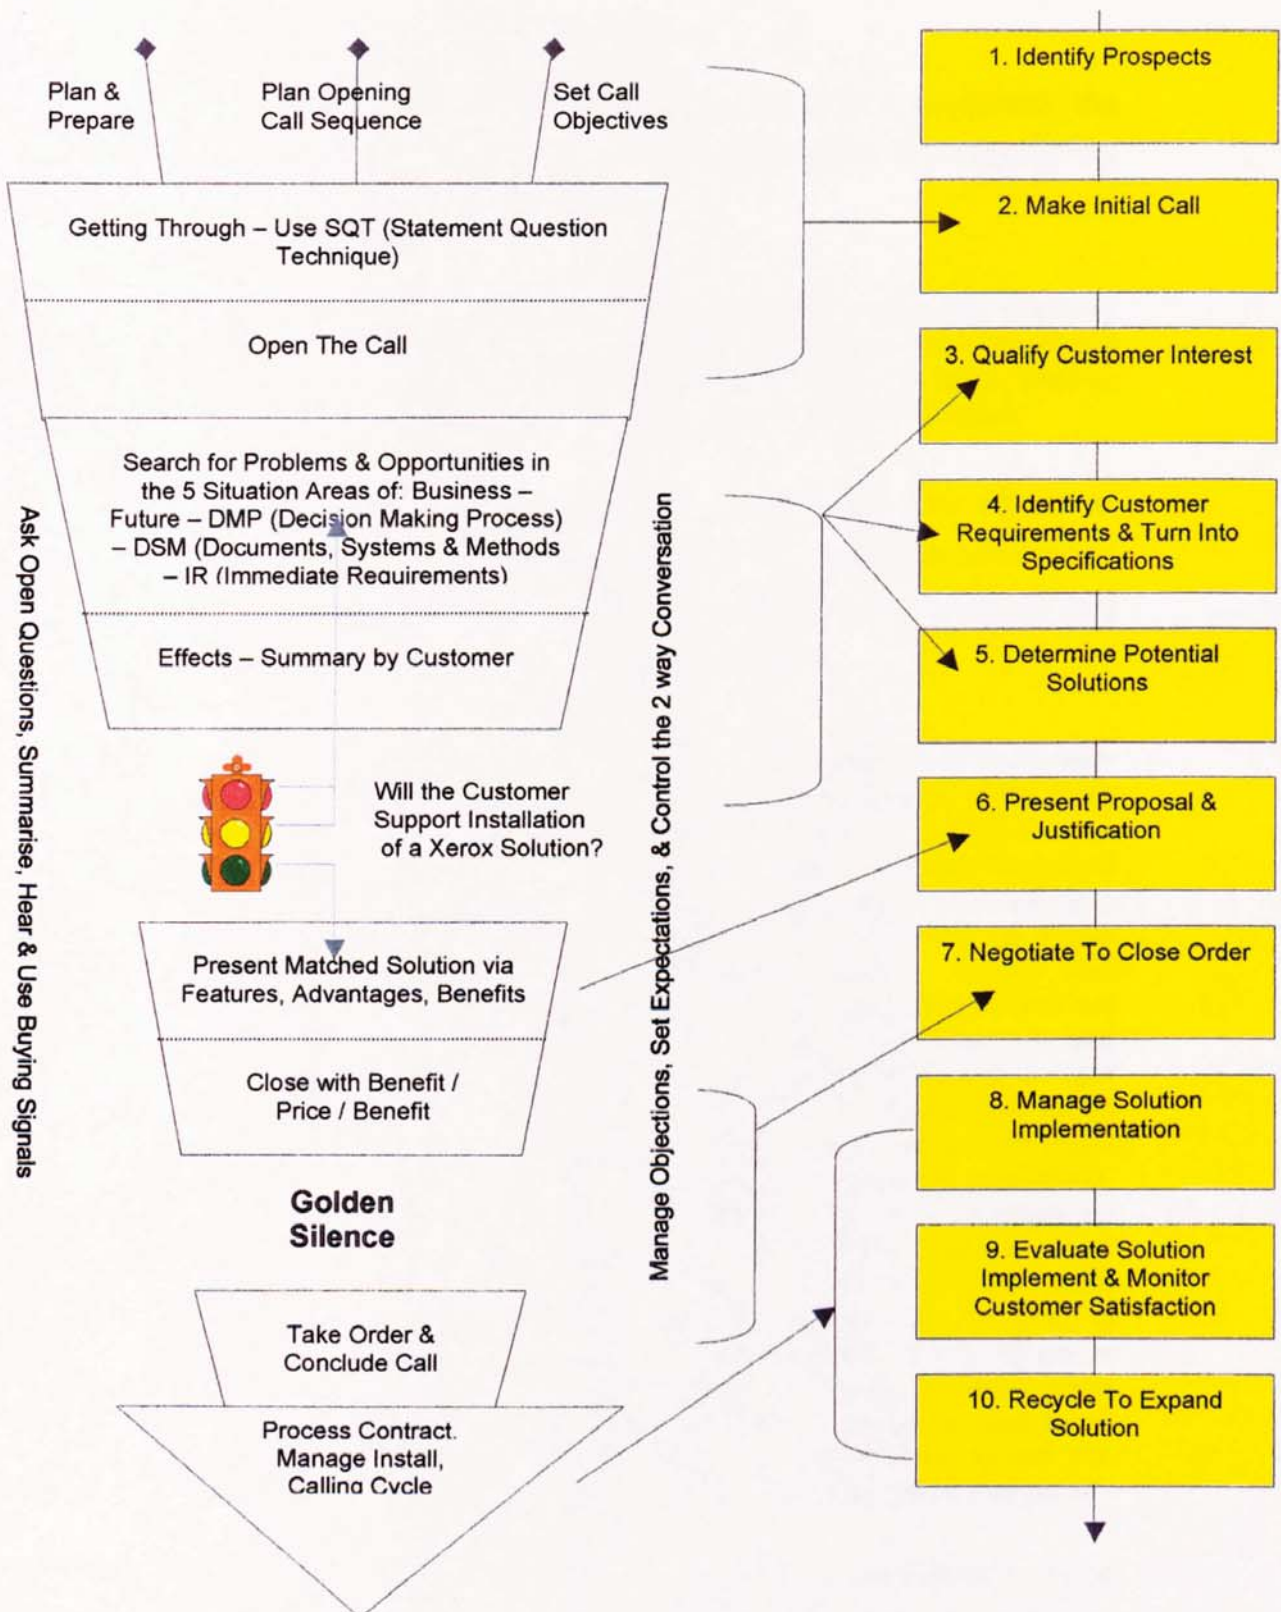 Plan &
Prepare
Plan Opening
Call Sequence
Set Call
Objectives
Getting Through – Use SQT (Statement Question
Technique)
Open The Call
Search for Problems & Opportunities in
the 5 Situation Areas of: Business –
Future – DMP (Decision Making Process)
– DSM (Documents, Systems & Methods
– IR (Immediate Requirements)
Effects – Summary by Customer
Will the Customer
Support Installation
of a Xerox Solution?
Present Matched Solution via
Features, Advantages, Benefits
Close with Benefit /
Price / Benefit
Golden
Silence
Take Order &
Conclude Call
Process Contract.
Manage Install,
Calling Cycle
Ask Open Questions, Summarise, Hear & Use Buying Signals
Manage Objections, Set Expectations, & Control the 2 way Conversation
1. Identify Prospects
2. Make Initial Call
3. Qualify Customer Interest
4. Identify Customer
Requirements & Turn Into
Specifications
5. Determine Potential
Solutions
6. Present Proposal &
Justification
7. Negotiate To Close Order
8. Manage Solution
Implementation
9. Evaluate Solution
Implement & Monitor
Customer Satisfaction
10. Recycle To Expand
Solution